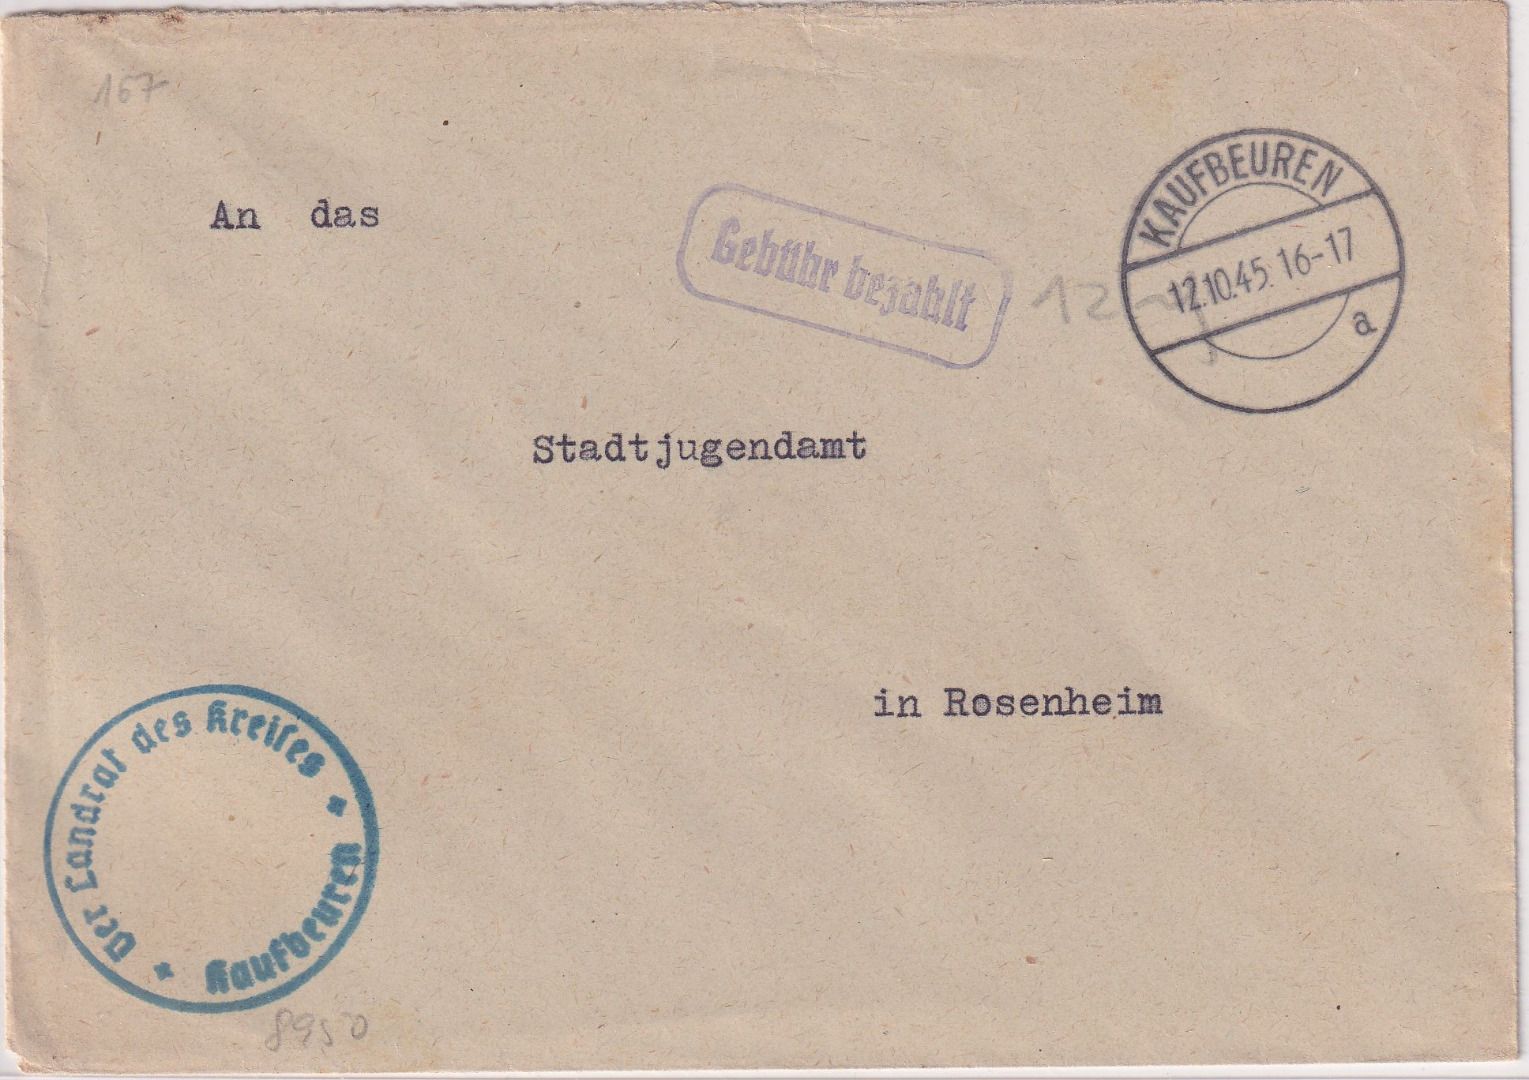 167
An das
Gebühr bezahlt
12
KAUFBEUREN
12.10.45. 16-17
a
Stadtjugendamt
in Rosenheim
Der Landrat des Kreises
* Kaufbeuren *
8950